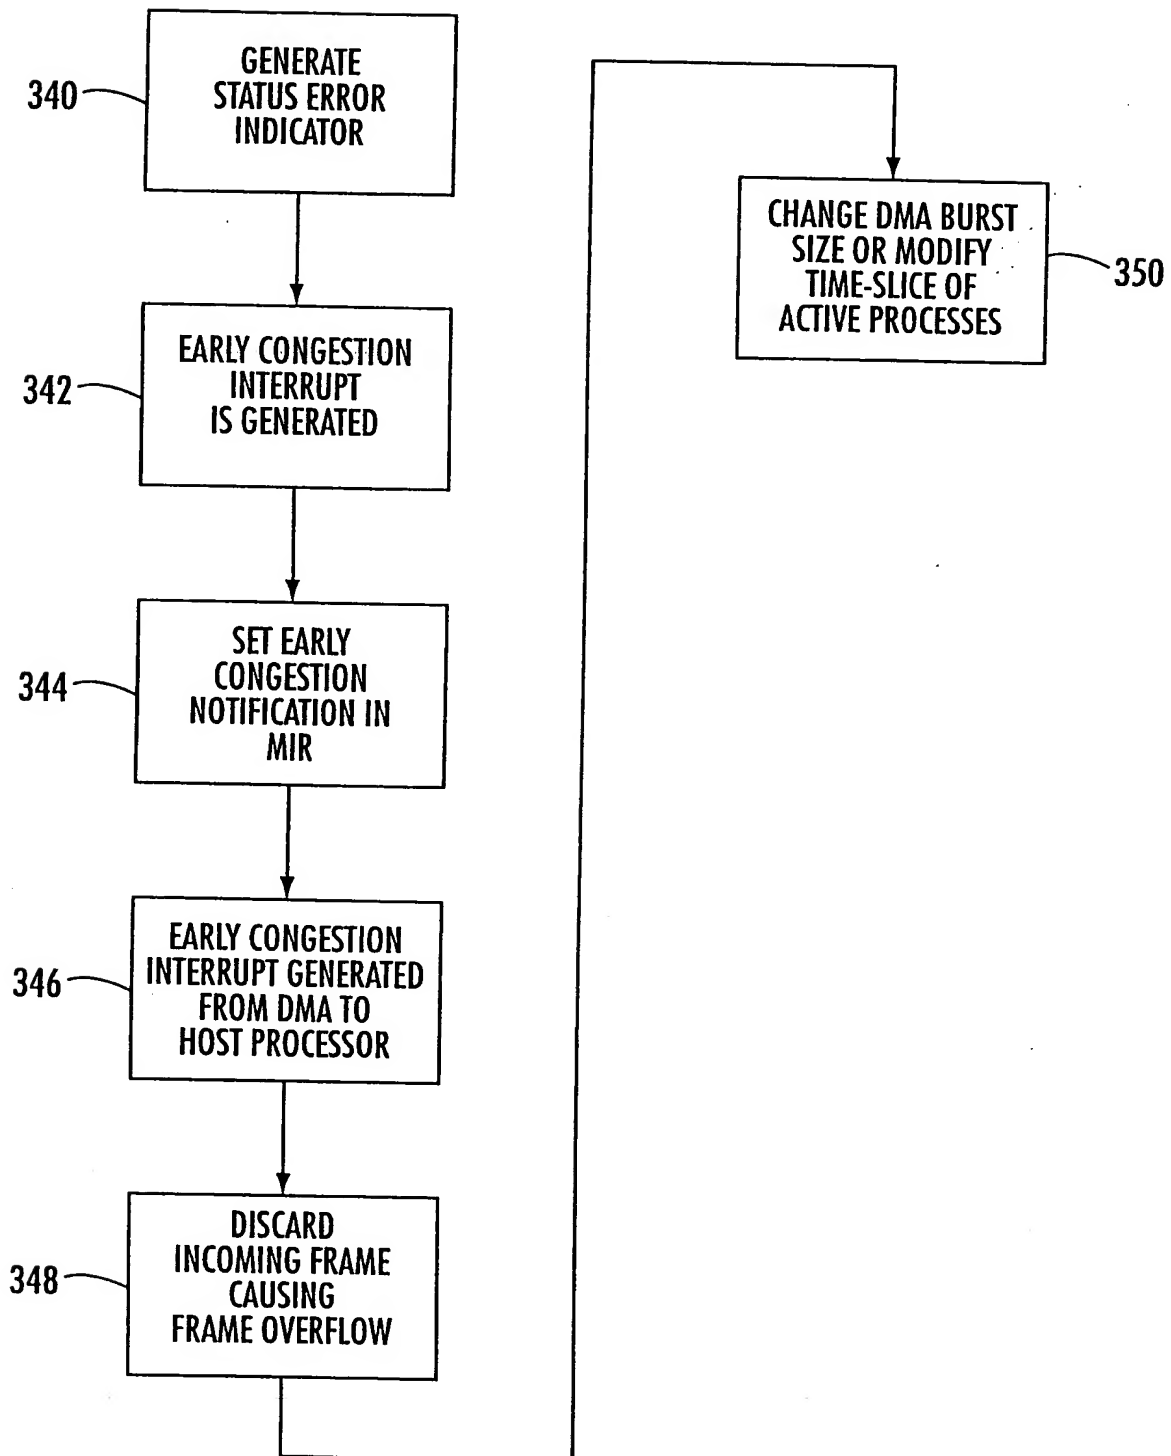 340
GENERATE
STATUS ERROR
INDICATOR
342
EARLY CONGESTION
INTERRUPT
IS GENERATED
344
SET EARLY
CONGESTION
NOTIFICATION IN
MIR
346
EARLY CONGESTION
INTERRUPT GENERATED
FROM DMA TO
HOST PROCESSOR
348
DISCARD
INCOMING FRAME
CAUSING
FRAME OVERFLOW
CHANGE DMA BURST
SIZE OR MODIFY
TIME-SLICE OF
ACTIVE PROCESSES
350